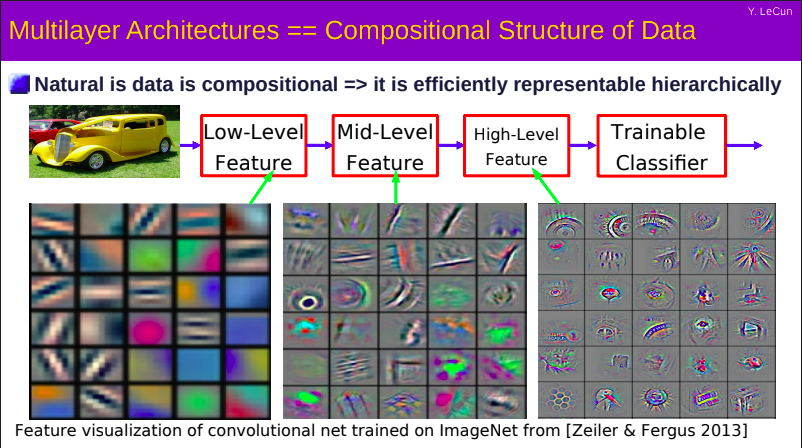 Y. LeCun
Multilayer Architectures == Compositional Structure of Data
Natural is data is compositional => it is efficiently representable hierarchically
Low-Level
Feature
Mid-Level
Feature
High-Level
Feature
Trainable
Classifier
Feature visualization of convolutional net trained on ImageNet from [Zeiler & Fergus 2013]